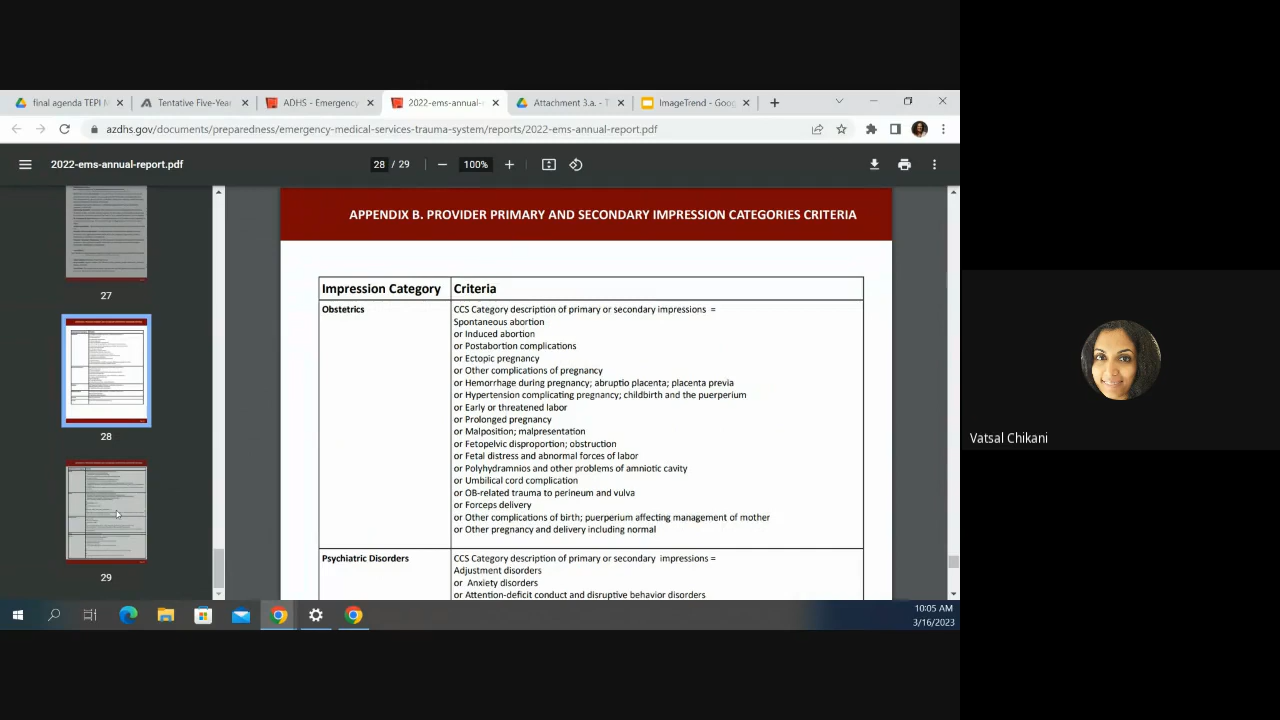 final agenda TEPI M
Tentative Five-Year
ADHS - Emergency
2022-ems-annual-
Attachment 3.a. - T
ImageTrend - Goog
azdhs.gov/documents/preparedness/emergency-medical-services-trauma-system/reports/2022-ems-annual-report.pdf
2022-ems-annual-report.pdf
28 / 29
100%
27
28
29
APPENDIX B. PROVIDER PRIMARY AND SECONDARY IMPRESSION CATEGORIES CRITERIA
Impression Category
Criteria
Obstetrics
CCS Category description of primary or secondary impressions =
Spontaneous abortion
or Induced abortion
or Postabortion complications
or Ectopic pregnancy
or Other complications of pregnancy
or Hemorrhage during pregnancy; abruptio placenta; placenta previa
or Hypertension complicating pregnancy; childbirth and the puerperium
or Early or threatened labor
or Prolonged pregnancy
or Malposition; malpresentation
or Fetopelvic disproportion; obstruction
or Fetal distress and abnormal forces of labor
or Polyhydramnios and other problems of amniotic cavity
or Umbilical cord complication
or OB-related trauma to perineum and vulva
or Forceps delivery
or Other complications of birth; puerperium affecting management of mother
or Other pregnancy and delivery including normal
Psychiatric Disorders
CCS Category description of primary or secondary impressions =
Adjustment disorders
or Anxiety disorders
or Attention-deficit conduct and disruptive behavior disorders
10:05 AM
3/16/2023
Vatsal Chikani